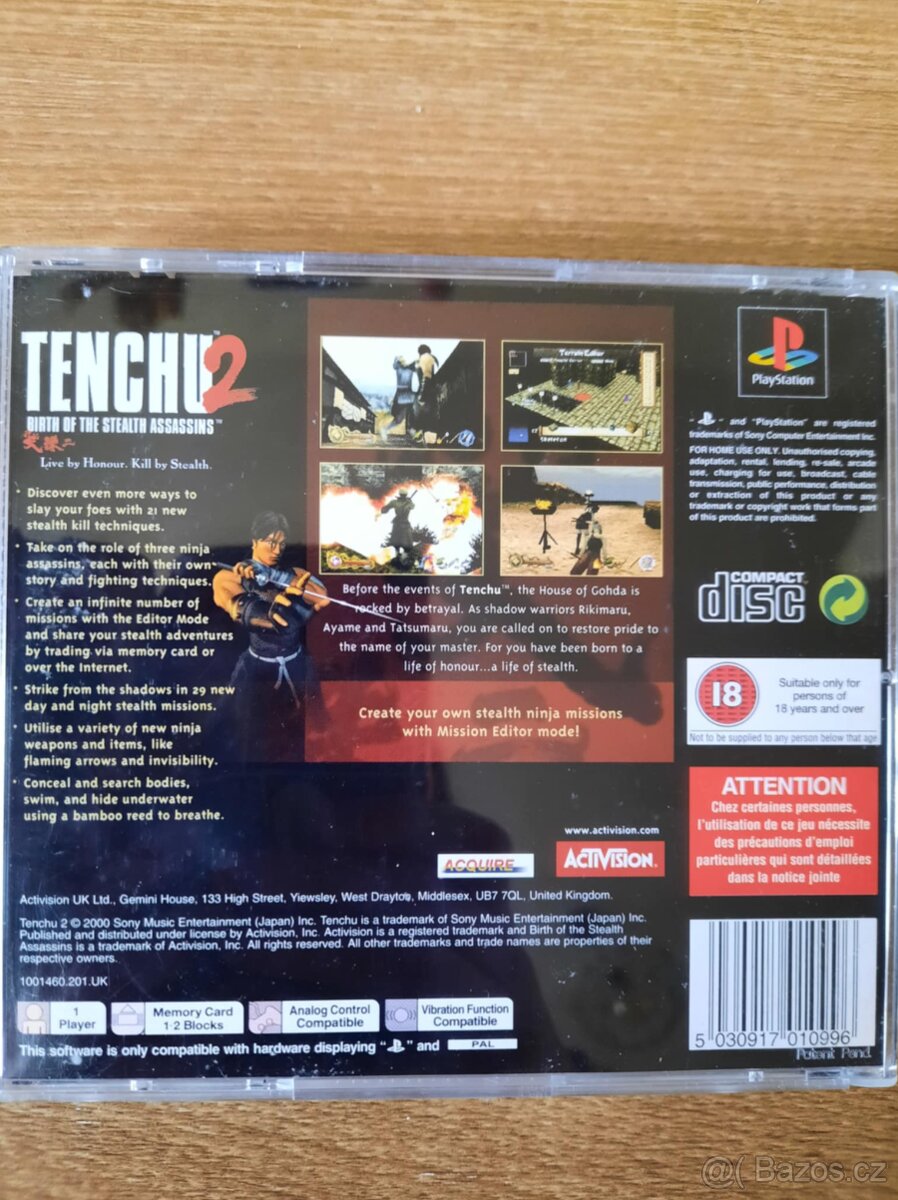 TENCHU™2
BIRTH OF THE STEALTH ASSASSINS™
Live by Honour. Kill by Stealth.
· Discover even more ways to
slay your foes with 21 new
stealth kill techniques.
· Take on the role of three ninja
assassins, each with their own
story and fighting techniques.
· Create an infinite number of
missions with the Editor Mode
and share your stealth adventures
by trading via memory card or
over the Internet.
· Strike from the shadows in 29 new
day and night stealth missions.
· Utilise a variety of new ninja
weapons and items, like
flaming arrows and invisibility.
· Conceal and search bodies,
swim, and hide underwater
using a bamboo reed to breathe.
Terrain Editor
Before the events of Tenchu™, the House of Gohda is
rocked by betrayal. As shadow warriors Rikimaru,
Ayame and Tatsumaru, you are called on to restore pride to
the name of your master. For you have been born to a
life of honour...a life of stealth.
Create your own stealth ninja missions
with Mission Editor mode!
www.activision.com
ACQUIRE
ACTIVISION.
PlayStation
" " and "PlayStation" are registered
trademarks of Sony Computer Entertainment Inc.
FOR HOME USE ONLY. Unauthorised copying,
adaptation, rental, lending, re-sale, arcade
use, charging for use, broadcast, cable
transmission, public performance, distribution
or extraction of this product or any
trademark or copyright work that forms part
of this product are prohibited.
COMPACT
disc
18
Suitable only for
persons of
18 years and over
Not to be supplied to any person below that age
ATTENTION
Chez certaines personnes,
l'utilisation de ce jeu nécessite
des précautions d'emploi
particulières qui sont détaillées
dans la notice jointe
Activision UK Ltd., Gemini House, 133 High Street, Yiewsley, West Drayton, Middlesex, UB7 7QL, United Kingdom.
Tenchu 2 © 2000 Sony Music Entertainment (Japan) Inc. Tenchu is a trademark of Sony Music Entertainment (Japan) Inc.
Published and distributed under license by Activision, Inc. Activision is a registered trademark and Birth of the Stealth
Assassins is a trademark of Activision, Inc. All rights reserved. All other trademarks and trade names are properties of their
respective owners.
1001460.201.UK
1
Player
Memory Card
1-2 Blocks
Analog Control
Compatible
Vibration Function
Compatible
This software is only compatible with hardware displaying " " and PAL
5 030917 010996
@( Bazos.cz